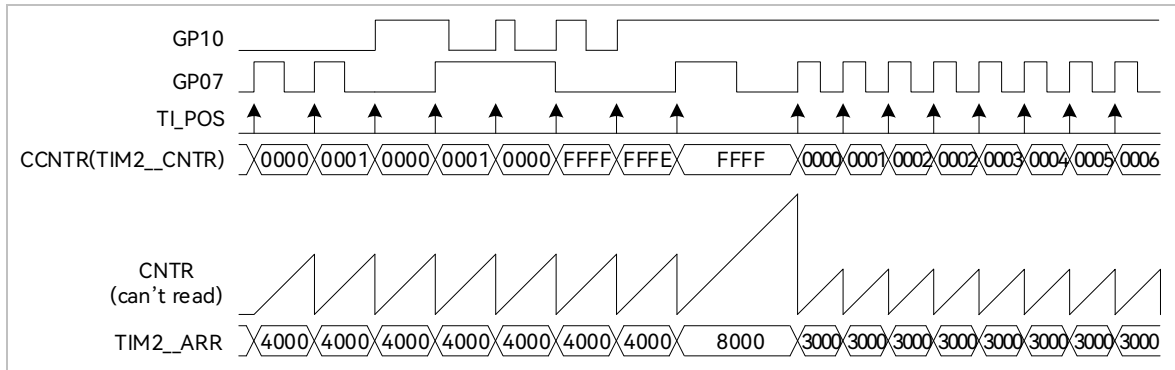 GP10
GP07
TI_POS
CCNTR(TIM2__CNTR) 0000 0001 0000 0001 0000 FFFF FFFE FFFF 0000 0001 0002 0002 0003 0004 0005 0006
CNTR
(can't read)
TIM2__ARR 4000 4000 4000 4000 4000 4000 4000 8000 3000 3000 3000 3000 3000 3000 3000 3000